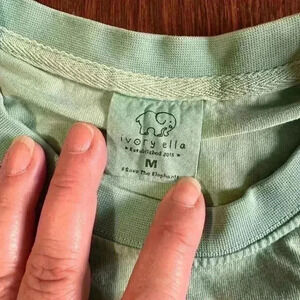 ivory ella
★ Established 2015 ★
M
#Save The Elephants